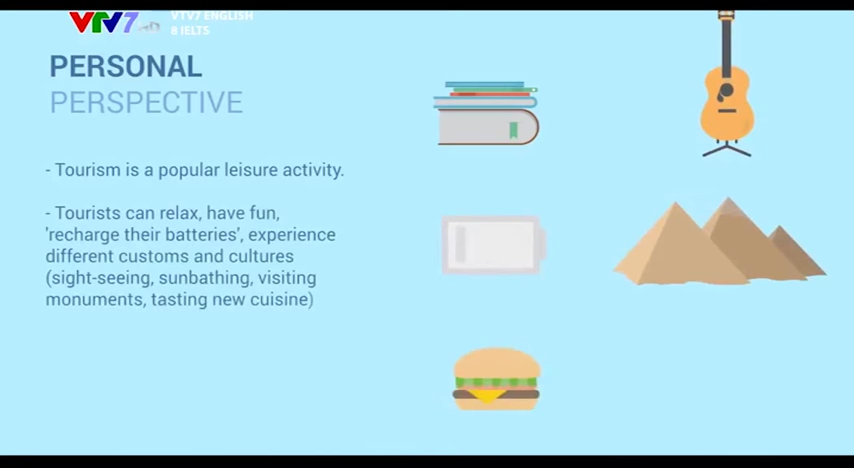 VTV7
VTV7 ENGLISH
8 IELTS
PERSONAL
PERSPECTIVE
- Tourism is a popular leisure activity.
- Tourists can relax, have fun,
'recharge their batteries', experience
different customs and cultures
(sight-seeing, sunbathing, visiting
monuments, tasting new cuisine)